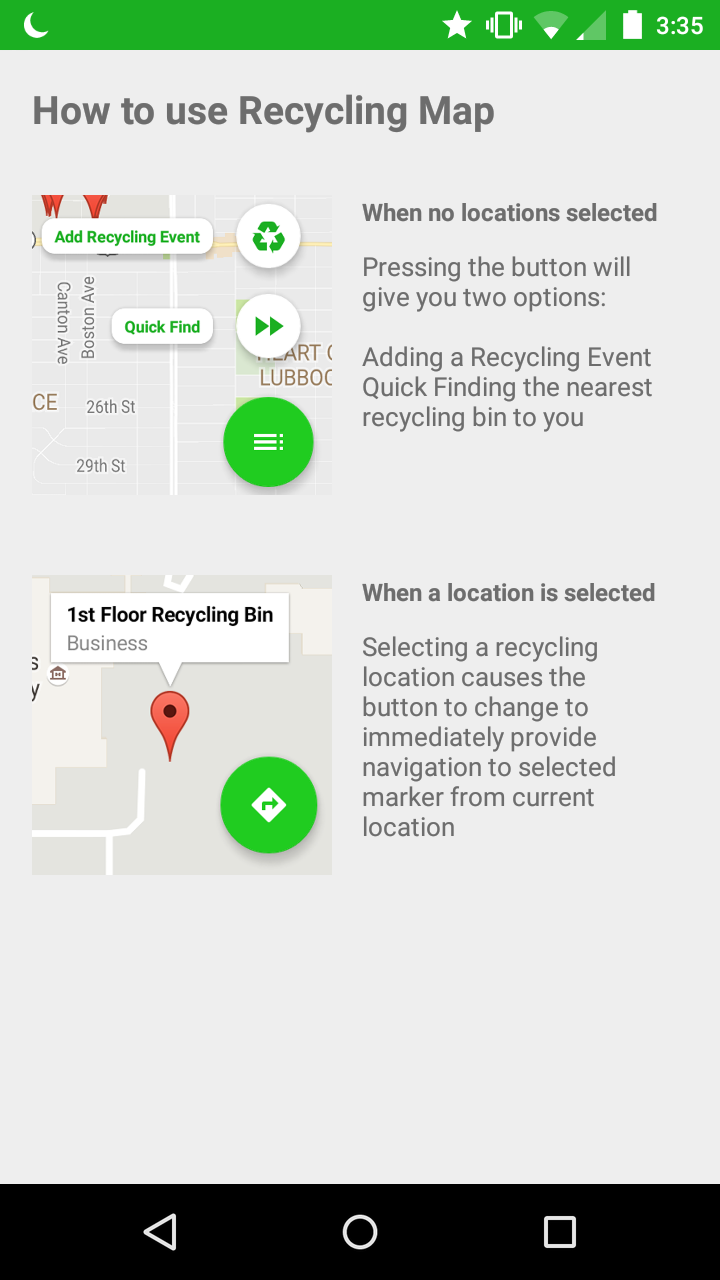 3:35
How to use Recycling Map
Add Recycling Event
Quick Find
Canton Ave
Boston Ave
CE
26th St
29th St
LUBBOC
When no locations selected
Pressing the button will
give you two options:
Adding a Recycling Event
Quick Finding the nearest
recycling bin to you
1st Floor Recycling Bin
Business
s
y
When a location is selected
Selecting a recycling
location causes the
button to change to
immediately provide
navigation to selected
marker from current
location